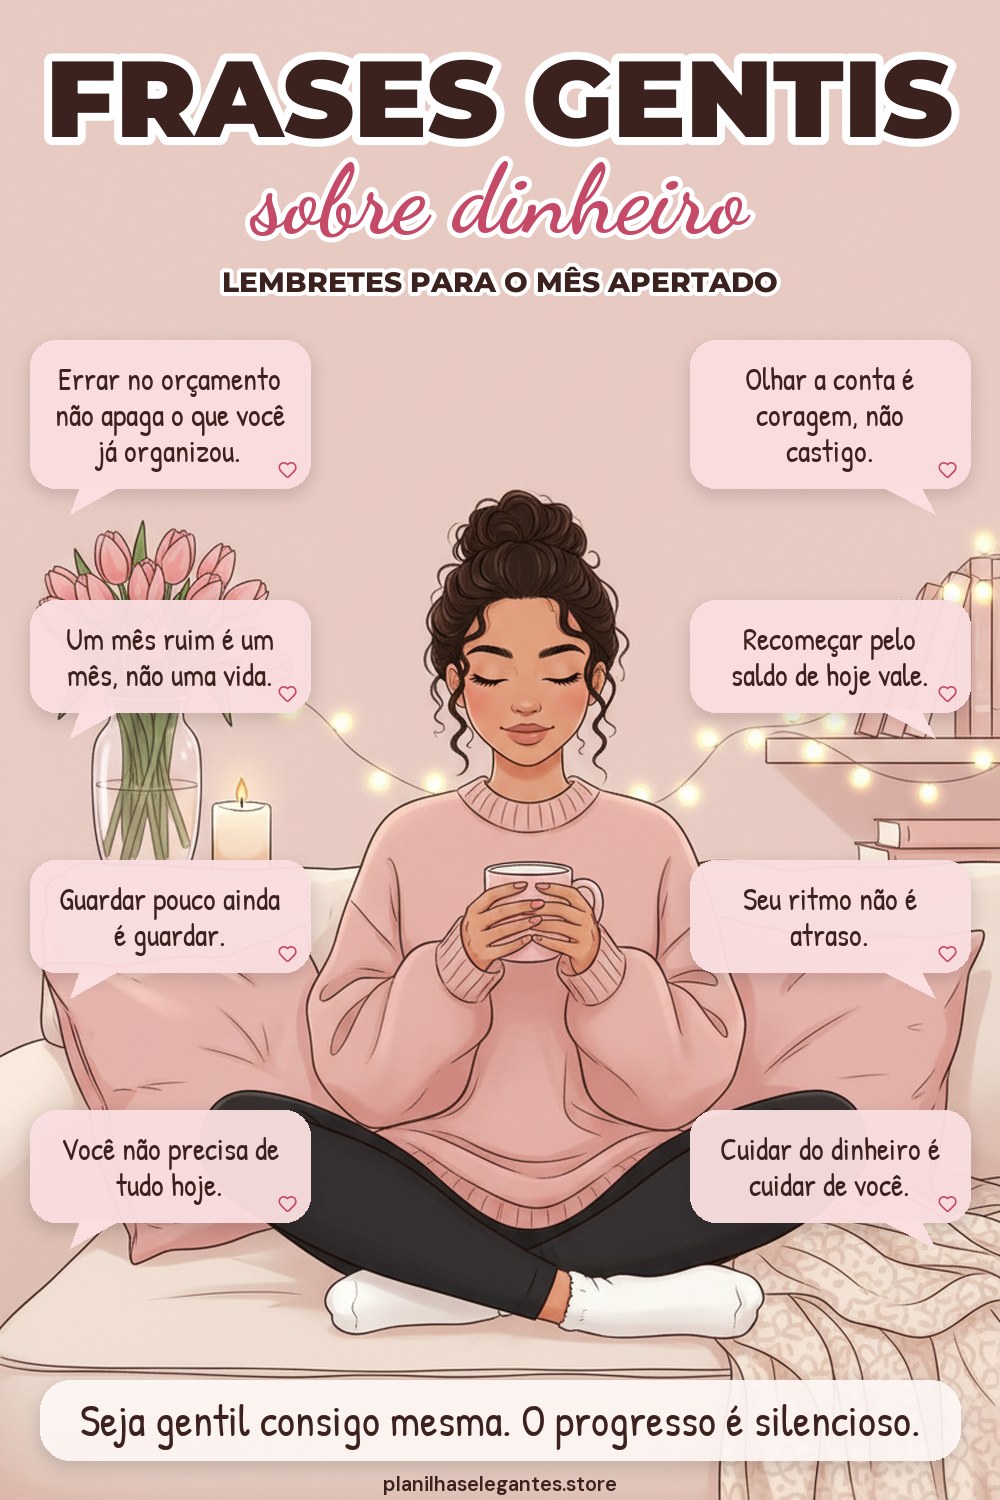 FRASES GENTIS
sobre dinheiro
LEMBRETES PARA O MÊS APERTADO
Errar no orçamento
não apaga o que você
já organizou.
Olhar a conta é
coragem, não
castigo.
Um mês ruim é um
mês, não uma vida.
Recomeçar pelo
saldo de hoje vale.
Guardar pouco ainda
é guardar.
Seu ritmo não é
atraso.
Você não precisa de
tudo hoje.
Cuidar do dinheiro é
cuidar de você.
Seja gentil consigo mesma. O progresso é silencioso.
planilhaselegantes.store